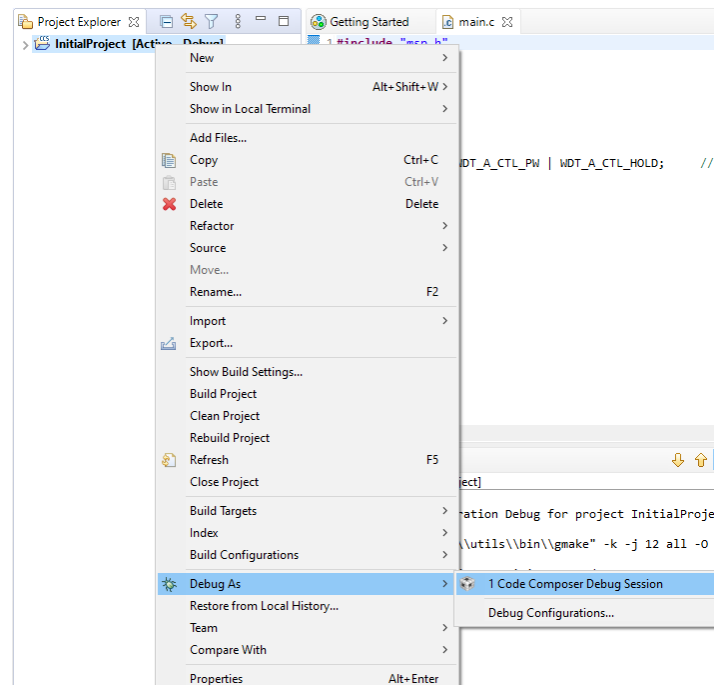 Project Explorer
Getting Started
main.c
InitialProject [Active - Debug]
1 #include "msp.h"
New
Show In Alt+Shift+W
Show in Local Terminal
Add Files...
Copy Ctrl+C
WDT_A_CTL_PW | WDT_A_CTL_HOLD; //
Paste Ctrl+V
Delete Delete
Refactor
Source
Move...
Rename... F2
Import
Export...
Show Build Settings...
Build Project
Clean Project
Rebuild Project
Refresh F5
Close Project
ject]
Build Targets
ration Debug for project InitialProje
Index
\\utils\\bin\\gmake" -k -j 12 all -O
Build Configurations
Debug As
1 Code Composer Debug Session
Restore from Local History...
Debug Configurations...
Team
Compare With
Properties Alt+Enter